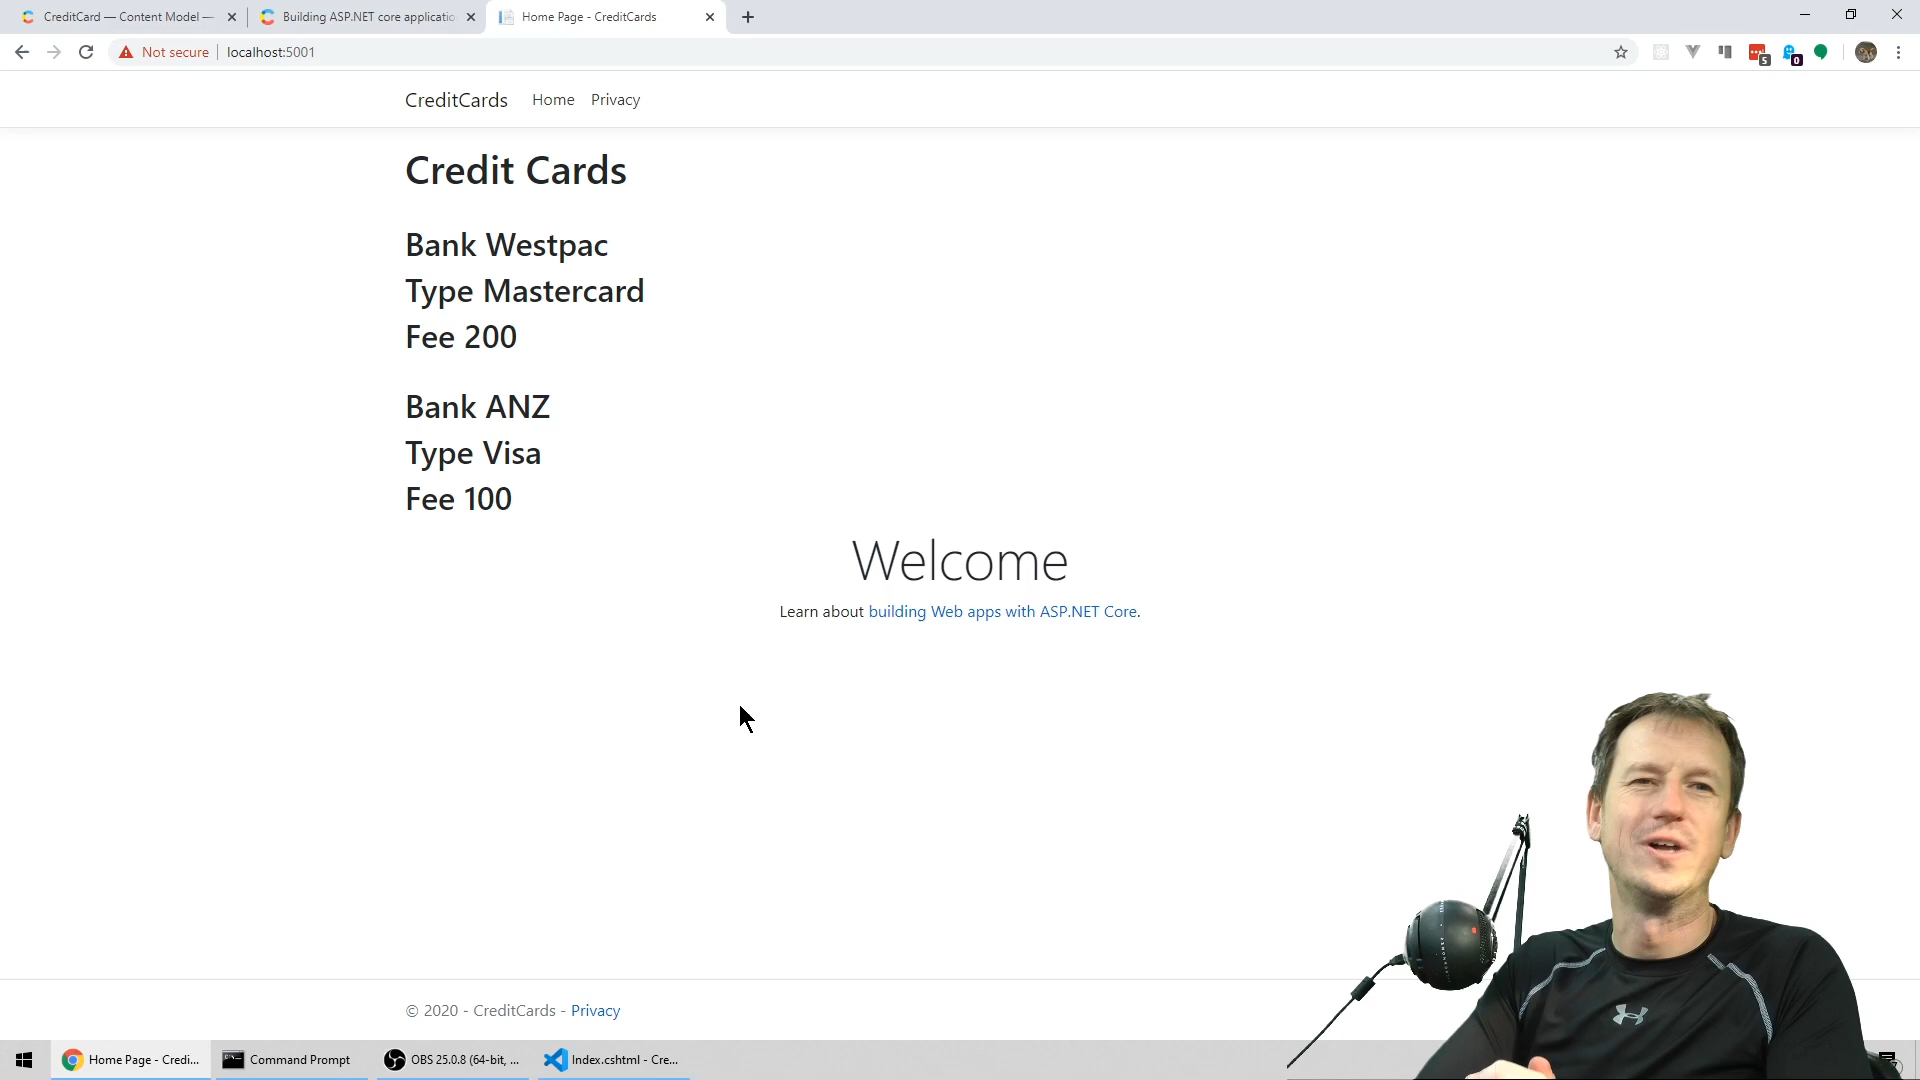 CreditCard — Content Model —
Building ASP.NET core applicatio
Home Page - CreditCards
Not secure
localhost:5001
5
0
CreditCards
Home
Privacy
Credit Cards
Bank Westpac
Type Mastercard
Fee 200
Bank ANZ
Type Visa
Fee 100
Welcome
Learn about building Web apps with ASP.NET Core.
© 2020 - CreditCards - Privacy
Home Page - Credi...
Command Prompt
OBS 25.0.8 (64-bit, ...
Index.cshtml - Cre...